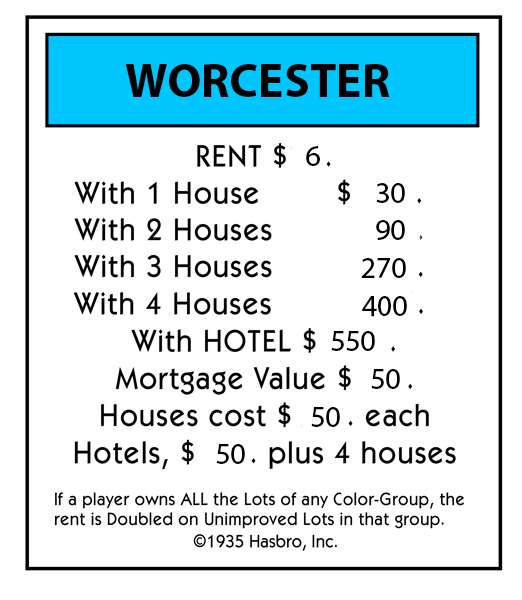 WORCESTER
RENT $ 6.
With 1 House $ 30.
With 2 Houses 90.
With 3 Houses 270.
With 4 Houses 400.
With HOTEL $ 550.
Mortgage Value $ 50.
Houses cost $ 50. each
Hotels, $ 50. plus 4 houses
If a player owns ALL the Lots of any Color-Group, the
rent is Doubled on Unimproved Lots in that group.
©1935 Hasbro, Inc.